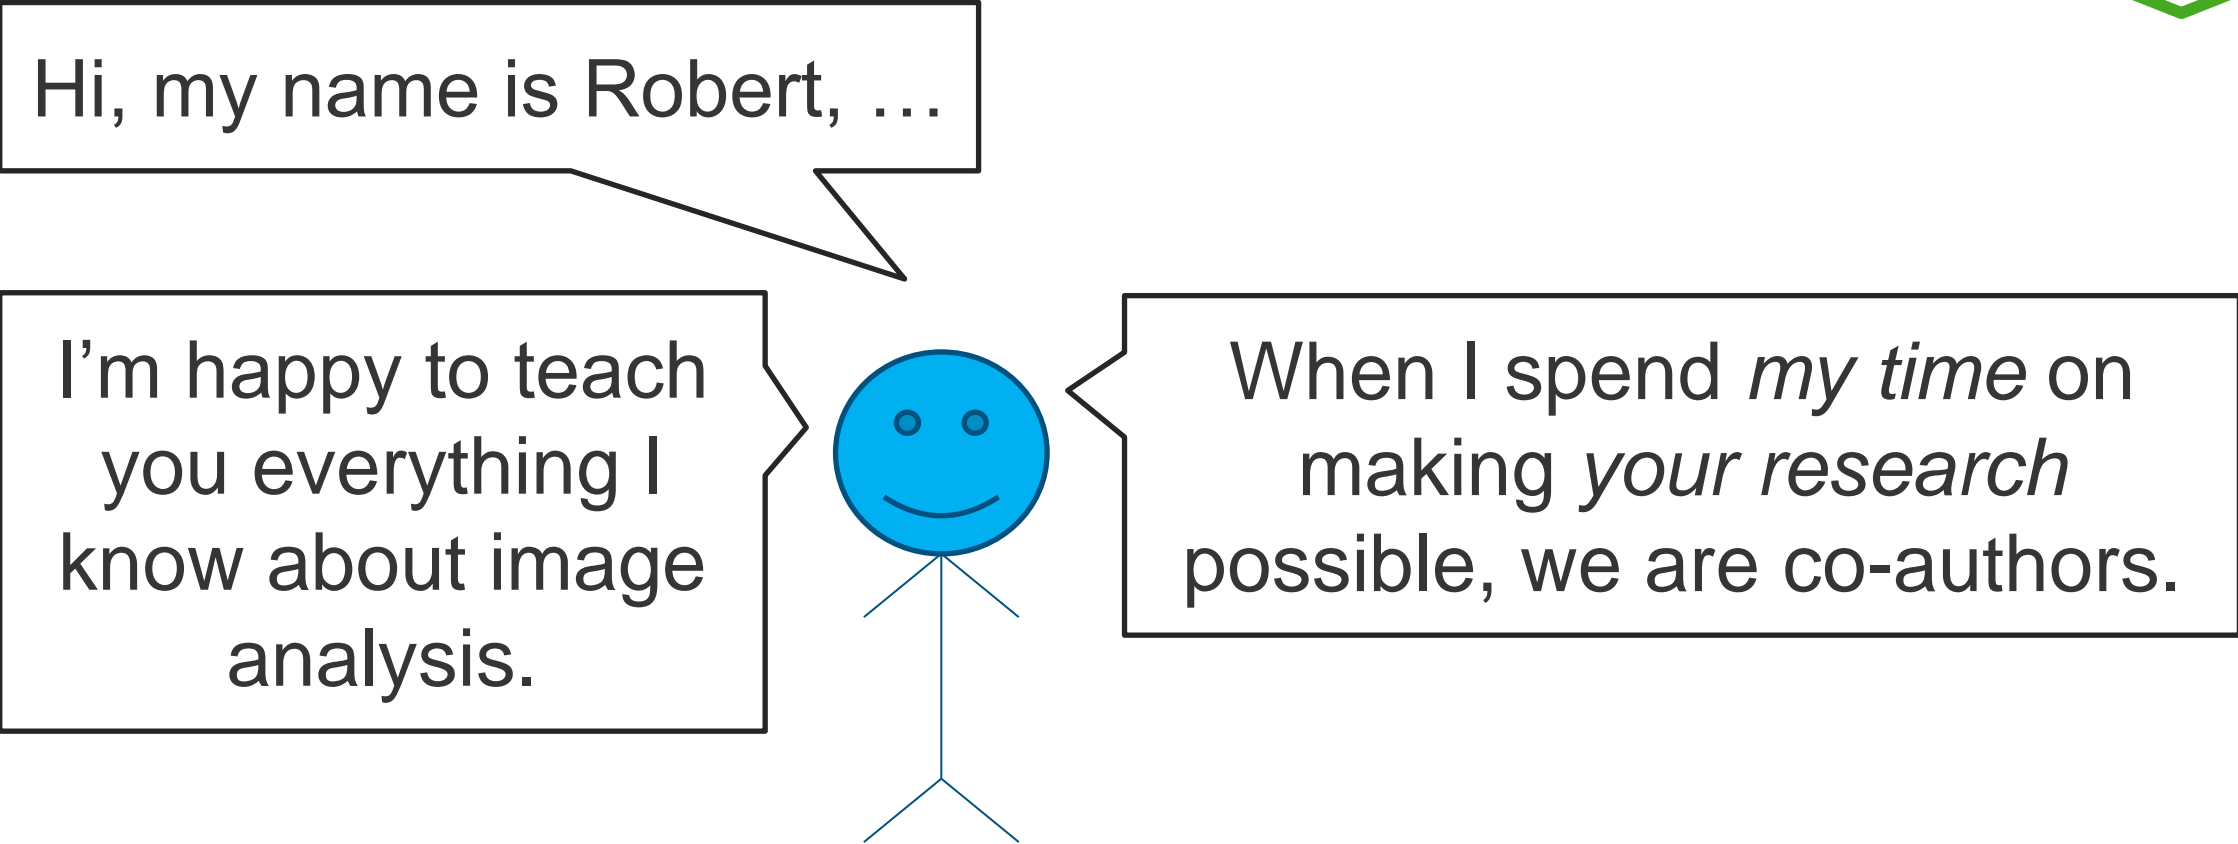 Hi, my name is Robert, …
I’m happy to teach
you everything I
know about image
analysis.
When I spend my time on
making your research
possible, we are co-authors.